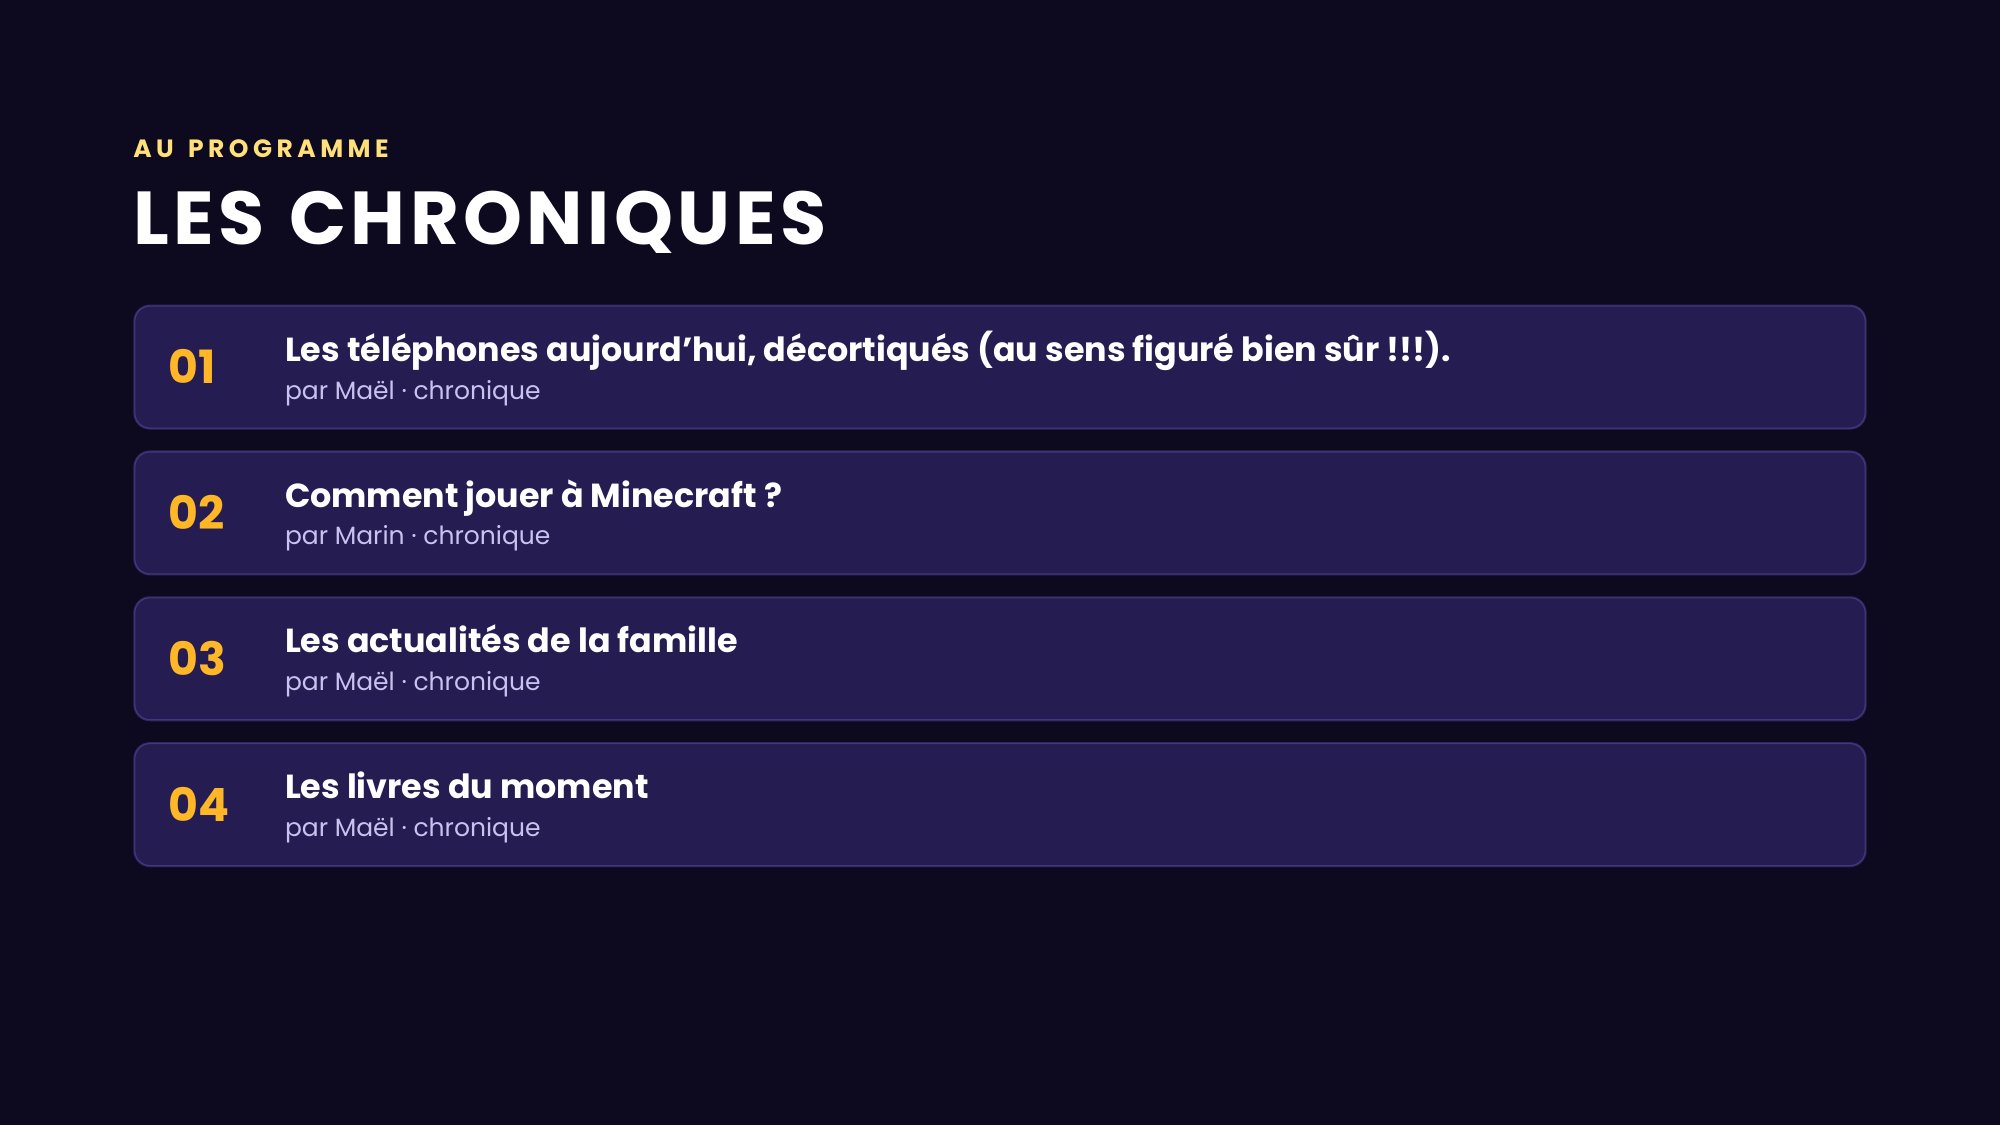 AU PROGRAMME
LES CHRONIQUES
01
Les téléphones aujourd’hui, décortiqués (au sens figuré bien sûr !!!).
par Maël · chronique
02
Comment jouer à Minecraft ?
par Marin · chronique
03
Les actualités de la famille
par Maël · chronique
04
Les livres du moment
par Maël · chronique